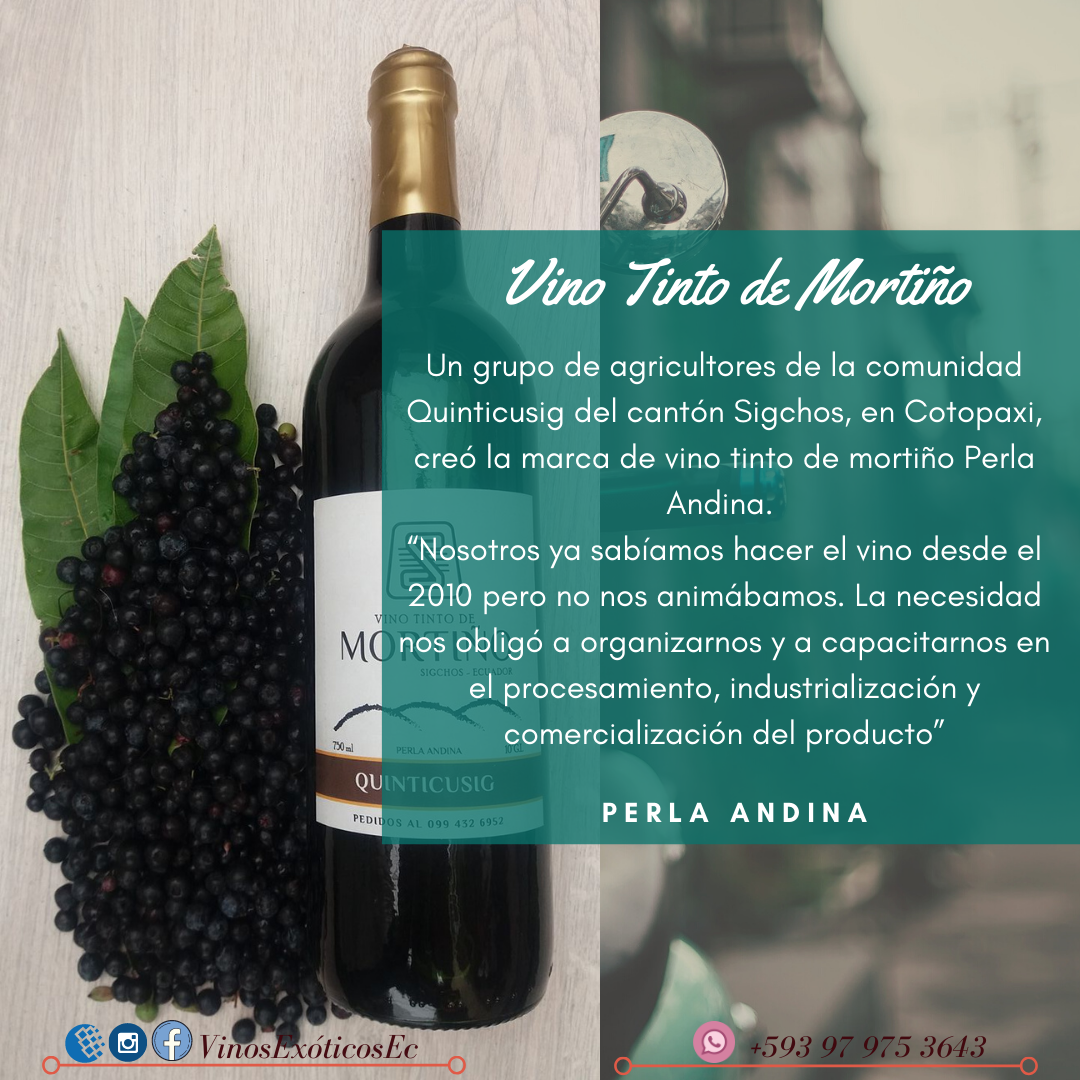 Vino Tinto de Mortiño
Un grupo de agricultores de la comunidad
Quinticusig del cantón Sigchos, en Cotopaxi,
creó la marca de vino tinto de mortiño Perla
Andina.
“Nosotros ya sabíamos hacer el vino desde el
2010 pero no nos animábamos. La necesidad
nos obligó a organizarnos y a capacitarnos en
el procesamiento, industrialización y
comercialización del producto”
PERLA ANDINA
VINO TINTO DE
MORTIÑO
SIGCHOS - ECUADOR
750 ml
PERLA ANDINA
QUINTICUSIG
PEDIDOS AL 099 432 6952
VinosExóticosEc
+593 97 975 3643